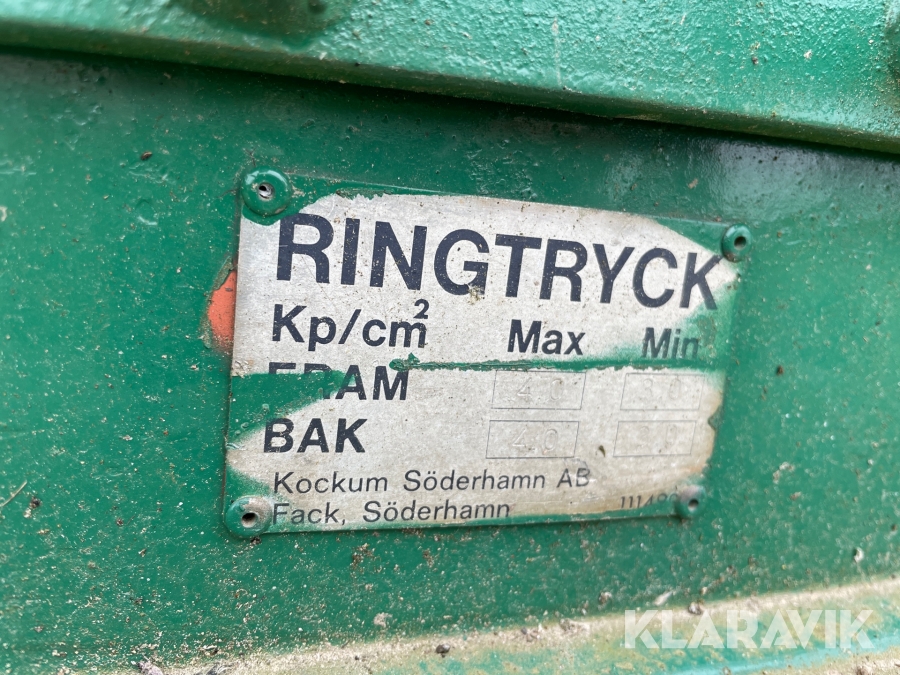 RINGTRYCK
Kp/cm² Max Min
FRAM 4.0
BAK 4.0
Kockum Söderhamn AB
Fack, Söderhamn
KLARAVIK